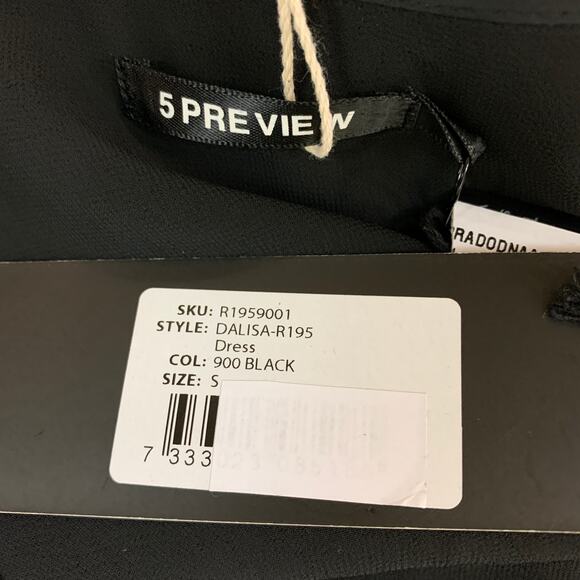 5 PREVIEW
SKU: R1959001
STYLE: DALISA-R195
Dress
COL: 900 BLACK
SIZE: S
7 333